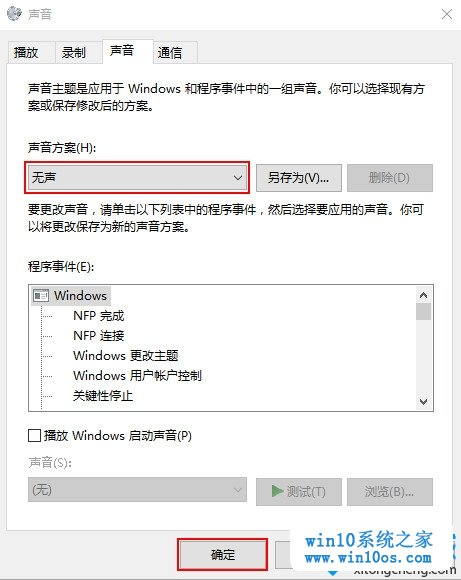 声音
播放 录制 声音 通信
声音主题是应用于 Windows 和程序事件中的一组声音。你可以选择现有方
案或保存修改后的方案。
声音方案(H):
无声 另存为(V)... 删除(D)
要更改声音，请单击以下列表中的程序事件，然后选择要应用的声音。你可
以将更改保存为新的声音方案。
程序事件(E):
Windows
NFP 完成
NFP 连接
Windows 更改主题
Windows 用户帐户控制
关键性停止
播放 Windows 启动声音(P)
声音(S):
(无) 测试(T) 浏览(B)...
确定
win10系统之家
www.win10os.com
xitongcheng.com